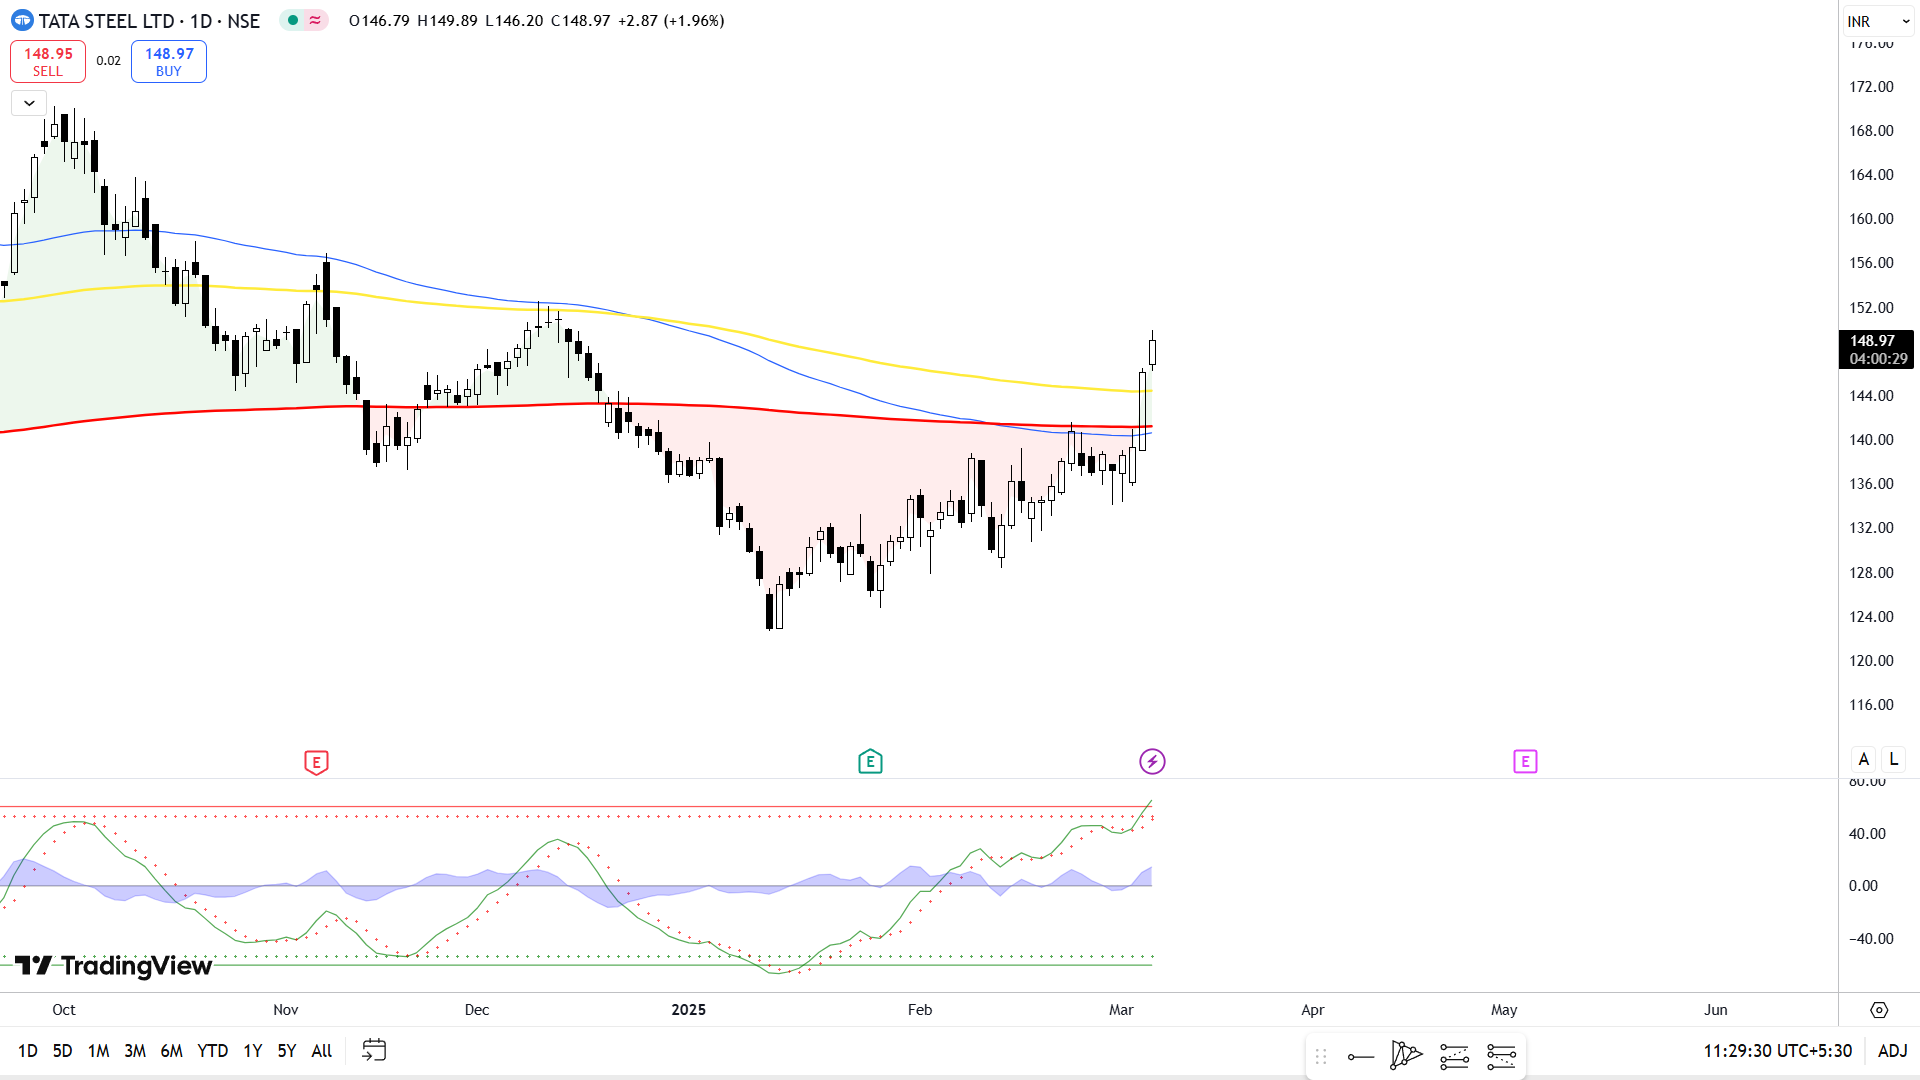 TATA STEEL LTD · 1D · NSE O146.79 H149.89 L146.20 C148.97 +2.87 (+1.96%)
INR
148.95 SELL 0.02 148.97 BUY
176.00
172.00
168.00
164.00
160.00
156.00
152.00
148.97
04:00:29
144.00
140.00
136.00
132.00
128.00
124.00
120.00
116.00
E E E
A L
80.00
40.00
0.00
−40.00
TradingView
Oct Nov Dec 2025 Feb Mar Apr May Jun
1D 5D 1M 3M 6M YTD 1Y 5Y All
11:29:30 UTC+5:30 ADJ